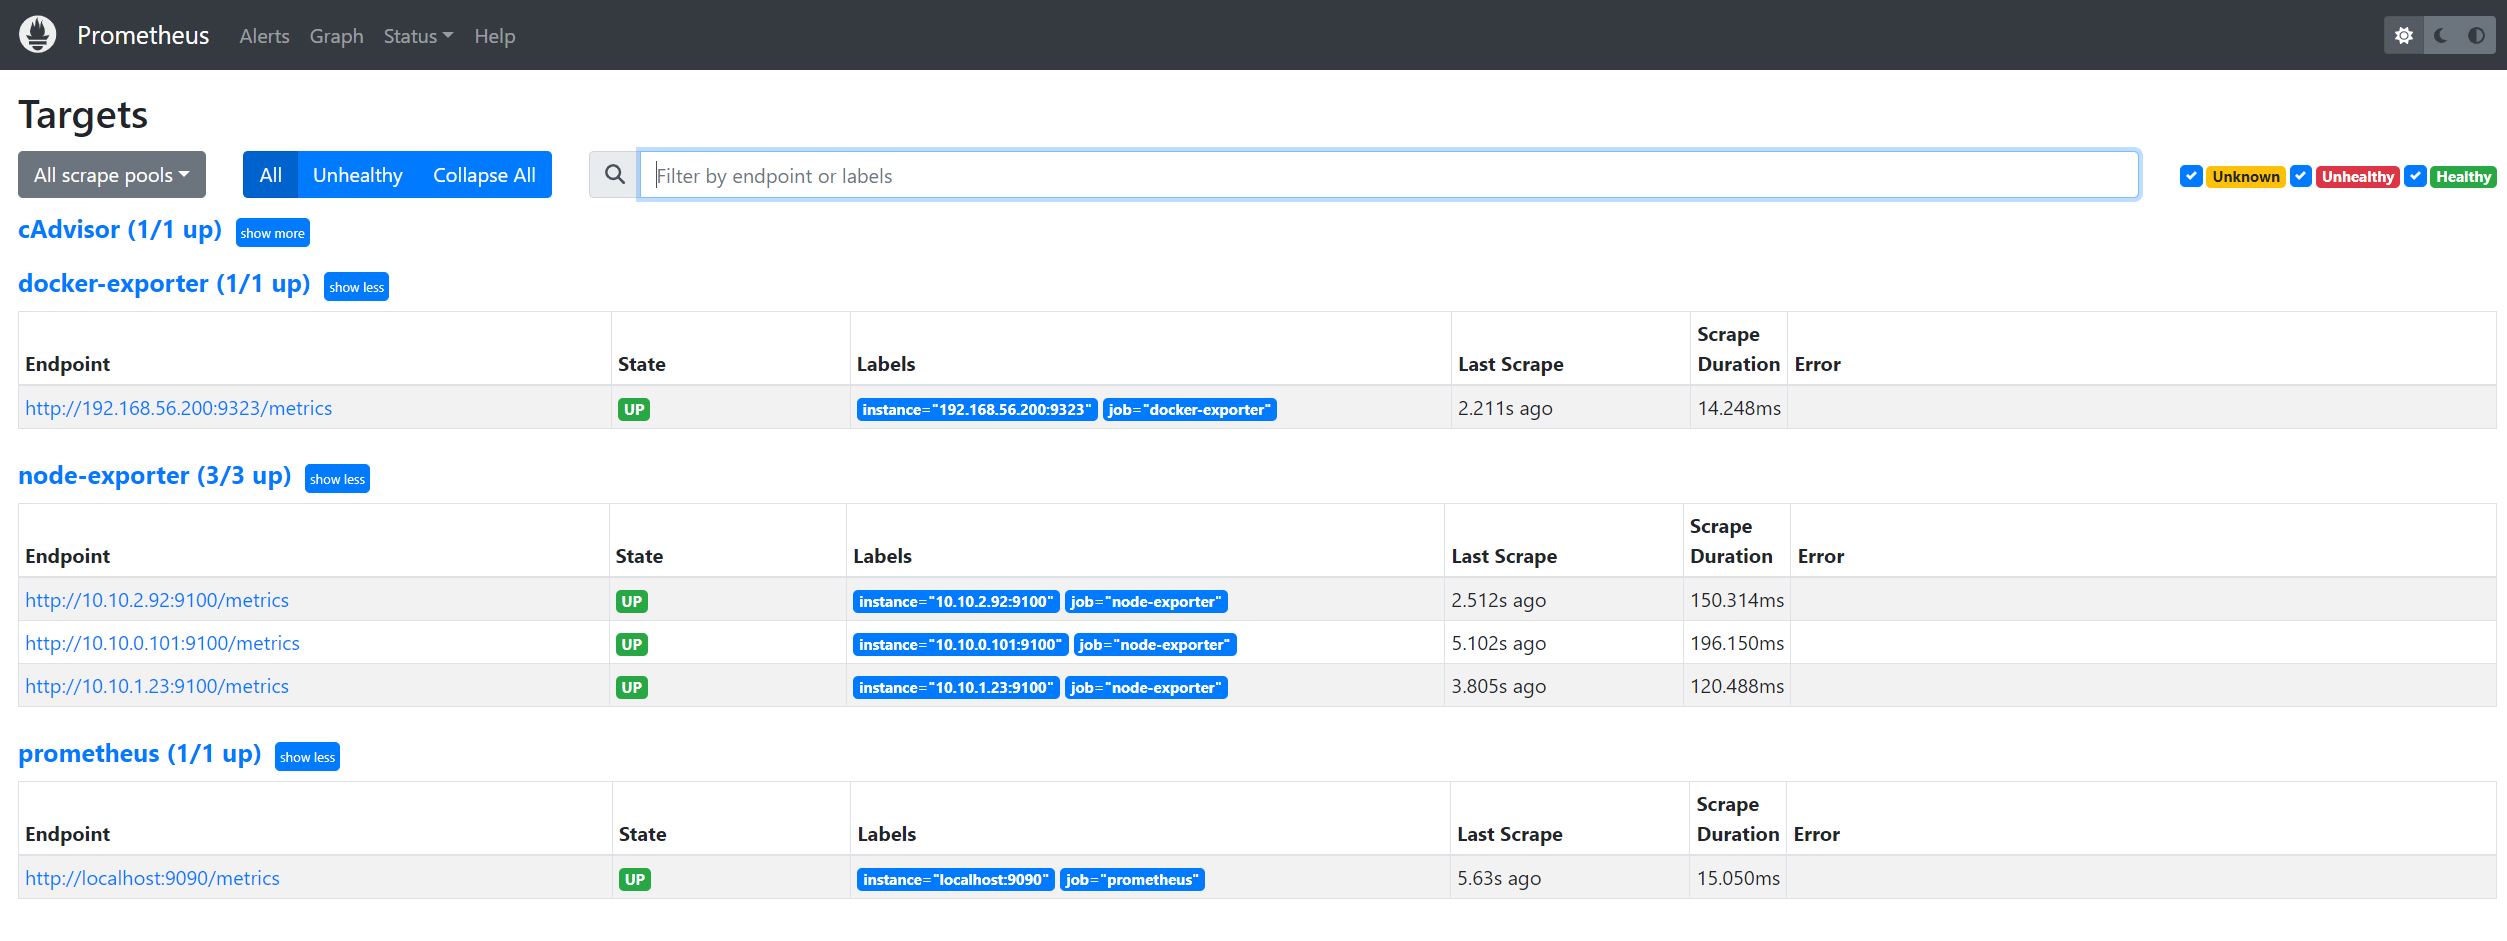 Prometheus Alerts Graph Status Help
Targets
All scrape pools All Unhealthy Collapse All Filter by endpoint or labels Unknown Unhealthy Healthy
cAdvisor (1/1 up) show more
docker-exporter (1/1 up) show less
Endpoint State Labels Last Scrape Scrape Duration Error
http://192.168.56.200:9323/metrics UP instance="192.168.56.200:9323" job="docker-exporter" 2.211s ago 14.248ms
node-exporter (3/3 up) show less
Endpoint State Labels Last Scrape Scrape Duration Error
http://10.10.2.92:9100/metrics UP instance="10.10.2.92:9100" job="node-exporter" 2.512s ago 150.314ms
http://10.10.0.101:9100/metrics UP instance="10.10.0.101:9100" job="node-exporter" 5.102s ago 196.150ms
http://10.10.1.23:9100/metrics UP instance="10.10.1.23:9100" job="node-exporter" 3.805s ago 120.488ms
prometheus (1/1 up) show less
Endpoint State Labels Last Scrape Scrape Duration Error
http://localhost:9090/metrics UP instance="localhost:9090" job="prometheus" 5.63s ago 15.050ms